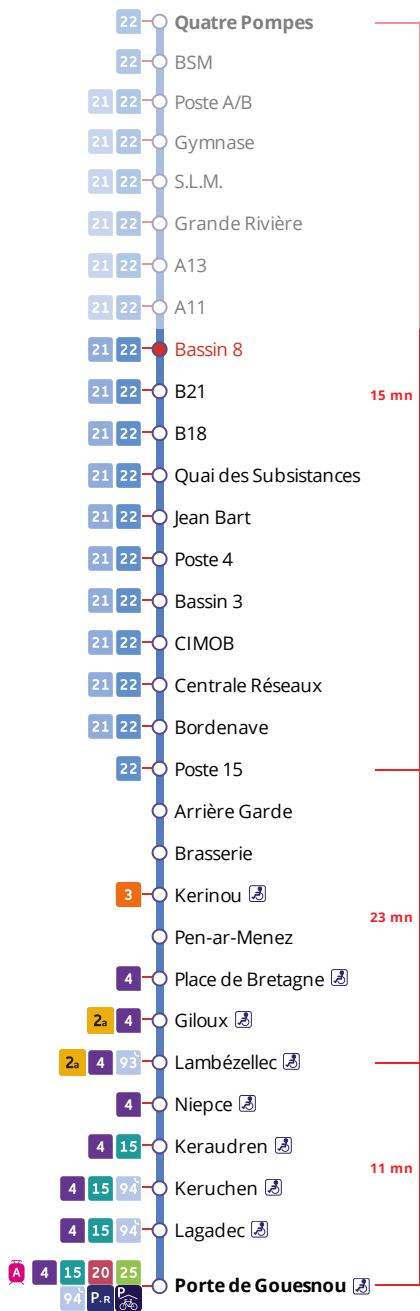 22 Quatre Pompes
22 BSM
21 22 Poste A/B
21 22 Gymnase
21 22 S.L.M.
21 22 Grande Rivière
21 22 A13
21 22 A11
21 22 Bassin 8
21 22 B21
15 mn
21 22 B18
21 22 Quai des Subsistances
21 22 Jean Bart
21 22 Poste 4
21 22 Bassin 3
21 22 CIMOB
21 22 Centrale Réseaux
21 22 Bordenave
22 Poste 15
Arrière Garde
Brasserie
3 Kerinou
23 mn
Pen-ar-Menez
4 Place de Bretagne
2a 4 Giloux
2a 4 93 Lambézellec
4 Niepce
4 15 Keraudren
11 mn
4 15 94 Keruchen
4 15 94 Lagadec
A 4 15 20 25
94 P.R P Porte de Gouesnou